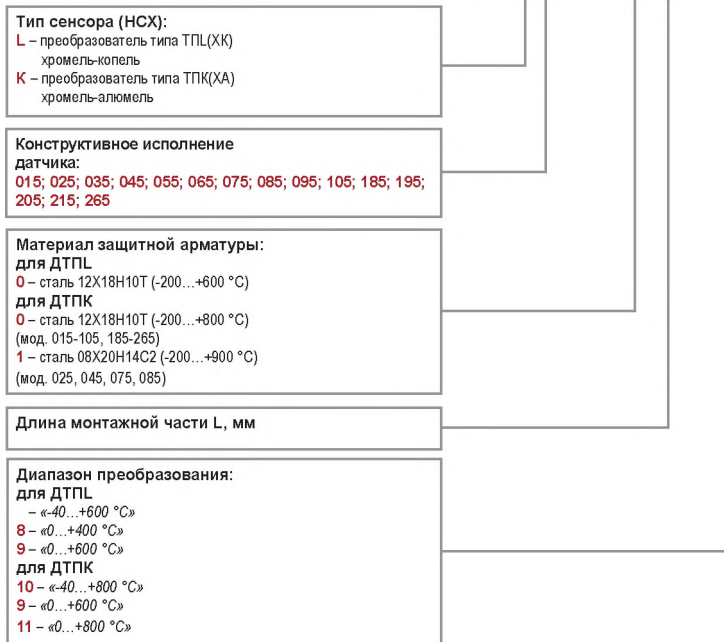 Тип сенсора (НСХ):
L – преобразователь типа ТПL(ХК)
хромель-копель
К – преобразователь типа ТПК(ХА)
хромель-алюмель
Конструктивное исполнение
датчика:
015; 025; 035; 045; 055; 065; 075; 085; 095; 105; 185; 195;
205; 215; 265
Материал защитной арматуры:
для ДТПL
0 – сталь 12Х18Н10Т (-200…+600 °С)
для ДТПК
0 – сталь 12Х18Н10Т (-200…+800 °С)
(мод. 015-105, 185-265)
1 – сталь 08Х20Н14С2 (-200…+900 °С)
(мод. 025, 045, 075, 085)
Длина монтажной части L, мм
Диапазон преобразования:
для ДТПL
– «-40…+600 °С»
8 – «0…+400 °С»
9 – «0…+600 °С»
для ДТПК
10 – «-40…+800 °С»
9 – «0…+600 °С»
11 – «0…+800 °С»